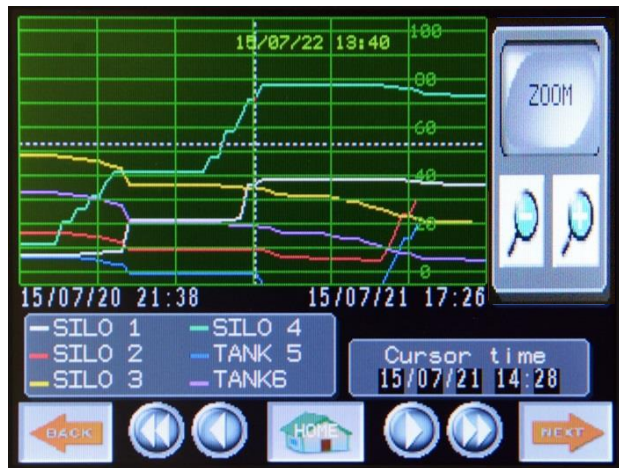 100
15/07/22 13:40
80
ZOOM
60
40
20
0
15/07/20 21:38 15/07/21 17:26
SILO 1 SILO 4
SILO 2 TANK 5
SILO 3 TANK6
Cursor time
15/07/21 14:28
BACK HOME NEXT